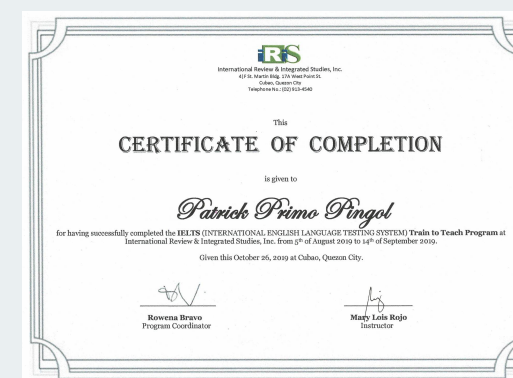 iRIS
International Review & Integrated Studies, Inc.
4/F St. Martin Bldg. 17A West Point St.
Cubao, Quezon City
Telephone No.: (02) 913-4540
This
CERTIFICATE OF COMPLETION
is given to
Patrick Primo Pingol
for having successfully completed the IELTS (INTERNATIONAL ENGLISH LANGUAGE TESTING SYSTEM) Train to Teach Program at
International Review & Integrated Studies, Inc. from 5th of August 2019 to 14th of September 2019.
Given this October 26, 2019 at Cubao, Quezon City.
Rowena Bravo
Program Coordinator
Mary Lois Rojo
Instructor